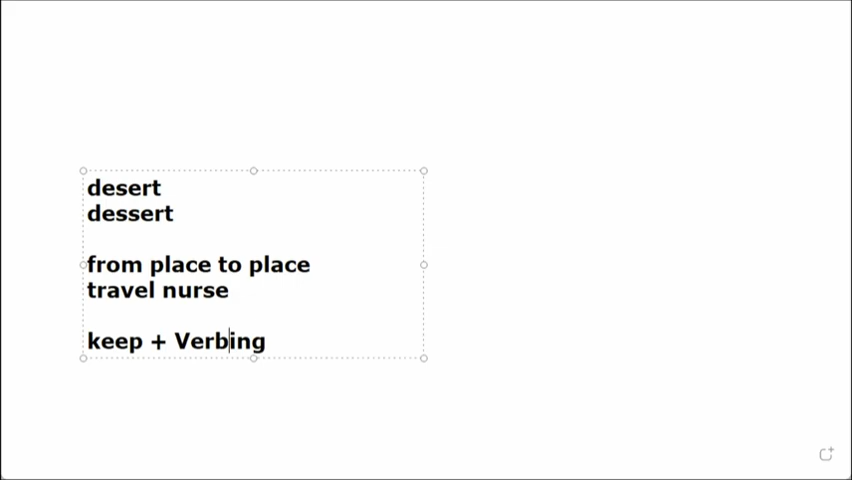 desert
dessert
from place to place
travel nurse
keep + Verbing